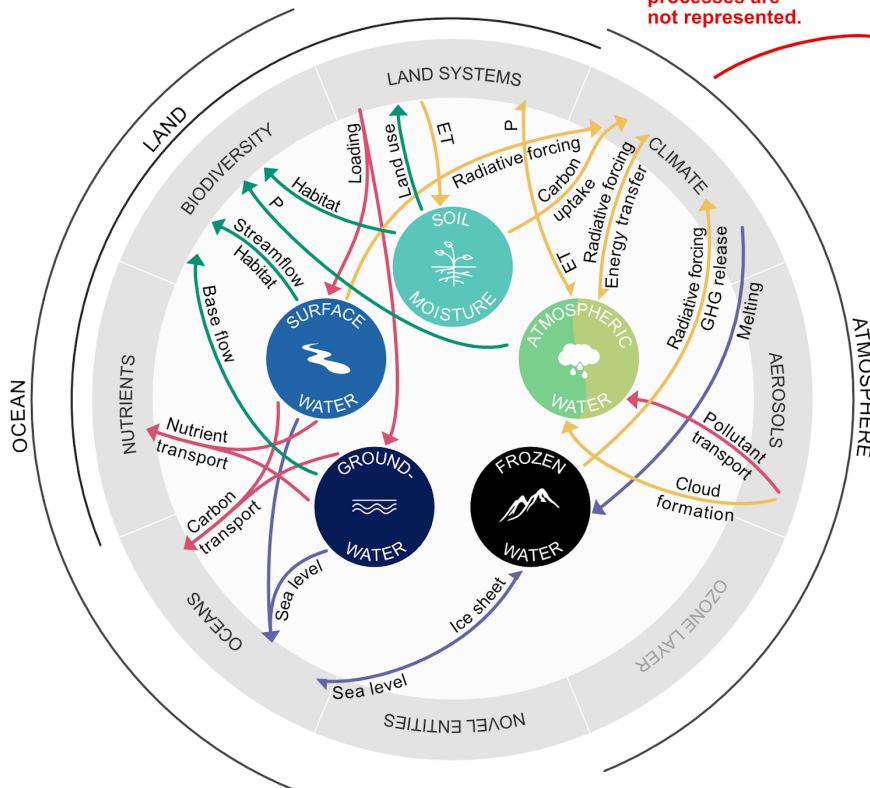 processes are
not represented.
LAND SYSTEMS
LAND
BIODIVERSITY
CLIMATE
Loading
Land use
ET
P
Radiative forcing
Carbon
uptake
Radiative forcing
Energy transfer
Habitat
P
Streamflow
Habitat
Base flow
SOIL
MOISTURE
ET
Radiative forcing
GHG release
Melting
SURFACE
WATER
ATMOSPHERIC
WATER
OCEAN
NUTRIENTS
AEROSOLS
ATMOSPHERE
Nutrient
transport
Pollutant
transport
GROUND-
WATER
FROZEN
WATER
Cloud
formation
Carbon
transport
Sea level
Ice sheet
Sea level
OCEANS
OZONE LAYER
NOVEL ENTITIES